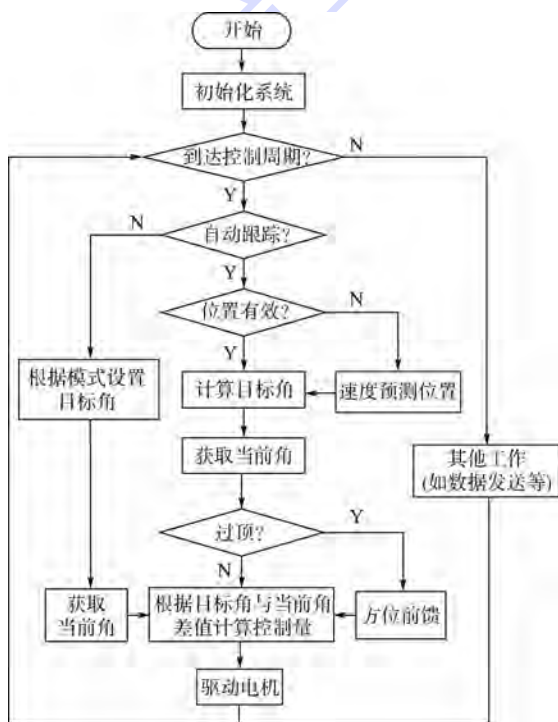 开始
初始化系统
到达控制周期?
N
Y
N
自动跟踪?
Y
位置有效?
N
Y
根据模式设置
目标角
计算目标角
速度预测位置
获取当前角
其他工作
(如数据发送等)
过顶?
Y
N
获取
当前角
根据目标角与当前角
差值计算控制量
方位前馈
驱动电机